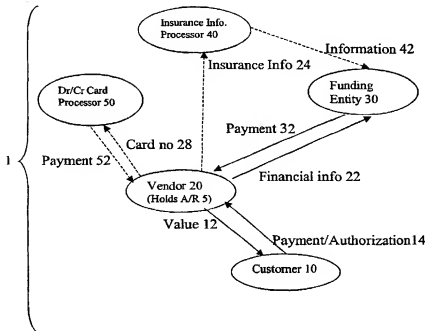 Insurance Info.
Processor 40
Information 42
Insurance Info 24
Dr/Cr Card
Processor 50
Funding
Entity 30
Payment 32
Card no 28
1
Payment 52
Financial info 22
Vendor 20
(Holds A/R 5)
Value 12
Payment/Authorization14
Customer 10